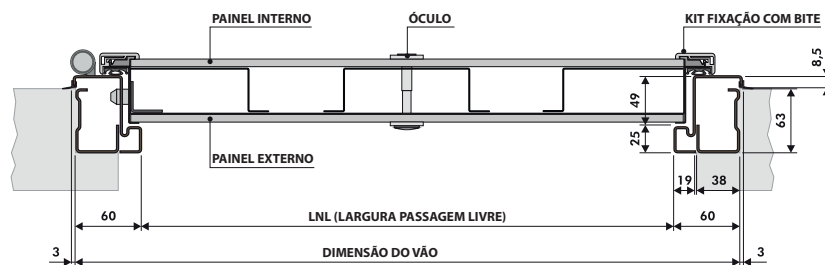 PAINEL INTERNO
ÓCULO
KIT FIXAÇÃO COM BITE
8,5
49
63
25
PAINEL EXTERNO
19
38
60
LNL (LARGURA PASSAGEM LIVRE)
60
3
DIMENSÃO DO VÃO
3